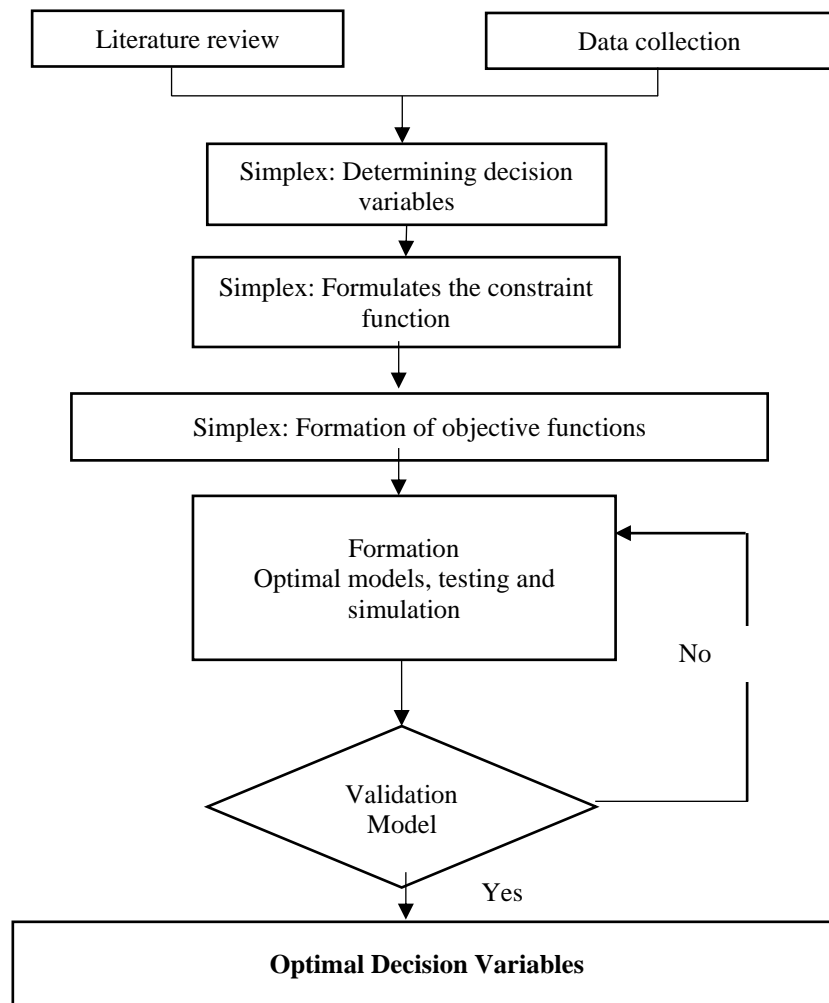 Literature review
Data collection
Simplex: Determining decision
variables
Simplex: Formulates the constraint
function
Simplex: Formation of objective functions
Formation
Optimal models, testing and
simulation
No
Validation
Model
Yes
Optimal Decision Variables